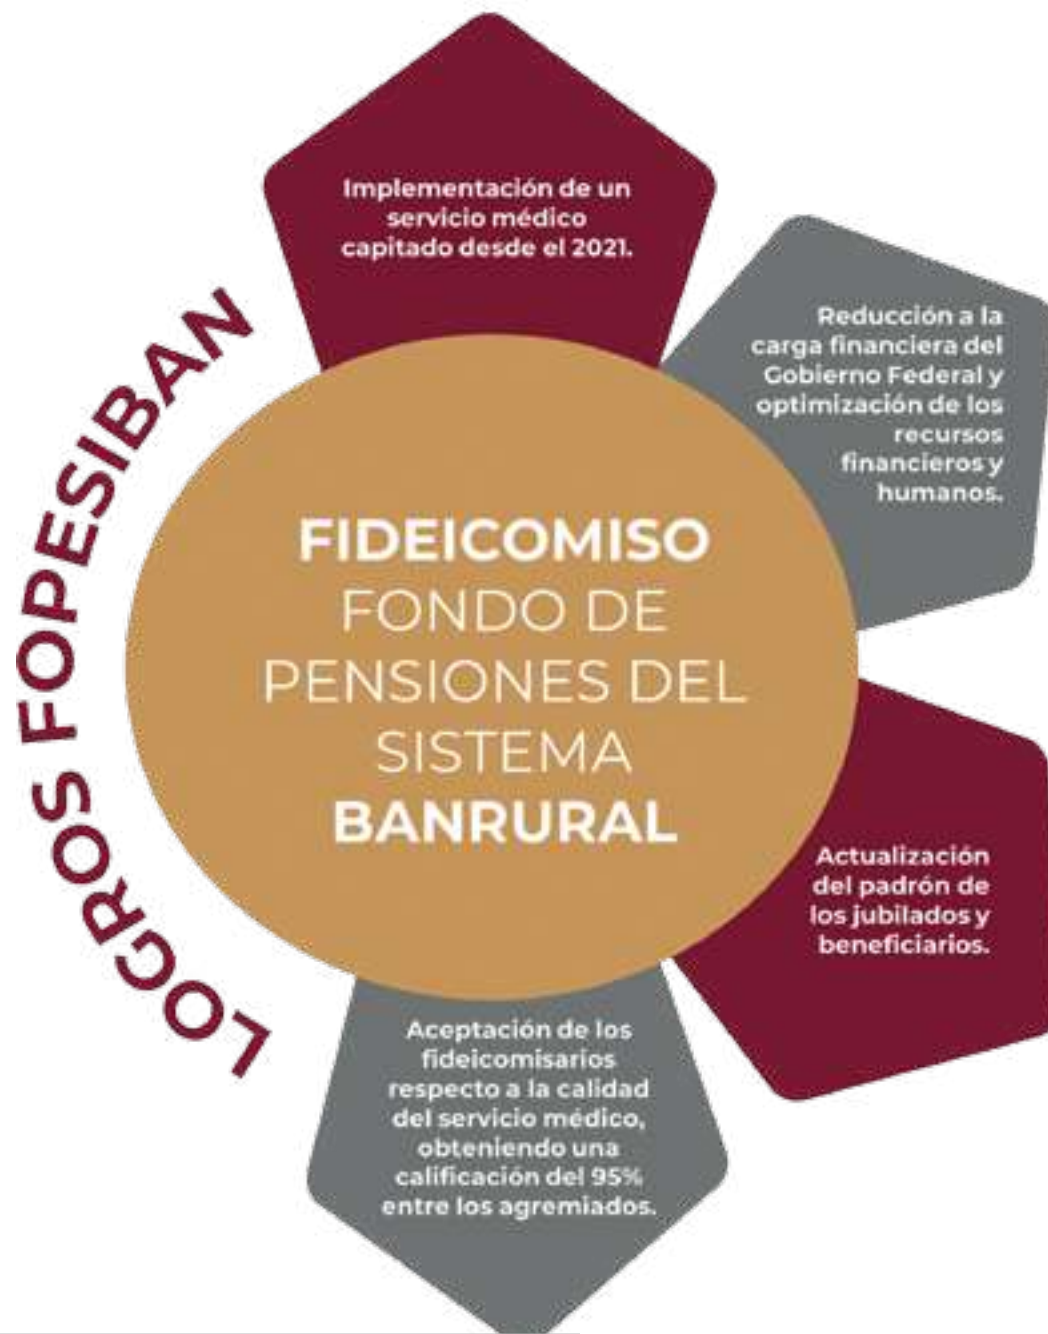 LOGROS FOPESIBAN
FIDEICOMISO
FONDO DE
PENSIONES DEL
SISTEMA
BANRURAL
Implementación de un
servicio médico
capitado desde el 2021.
Reducción a la
carga financiera del
Gobierno Federal y
optimización de los
recursos
financieros y
humanos.
Actualización
del padrón de
los jubilados y
beneficiarios.
Aceptación de los
fideicomisarios
respecto a la calidad
del servicio médico,
obteniendo una
calificación del 95%
entre los agremiados.